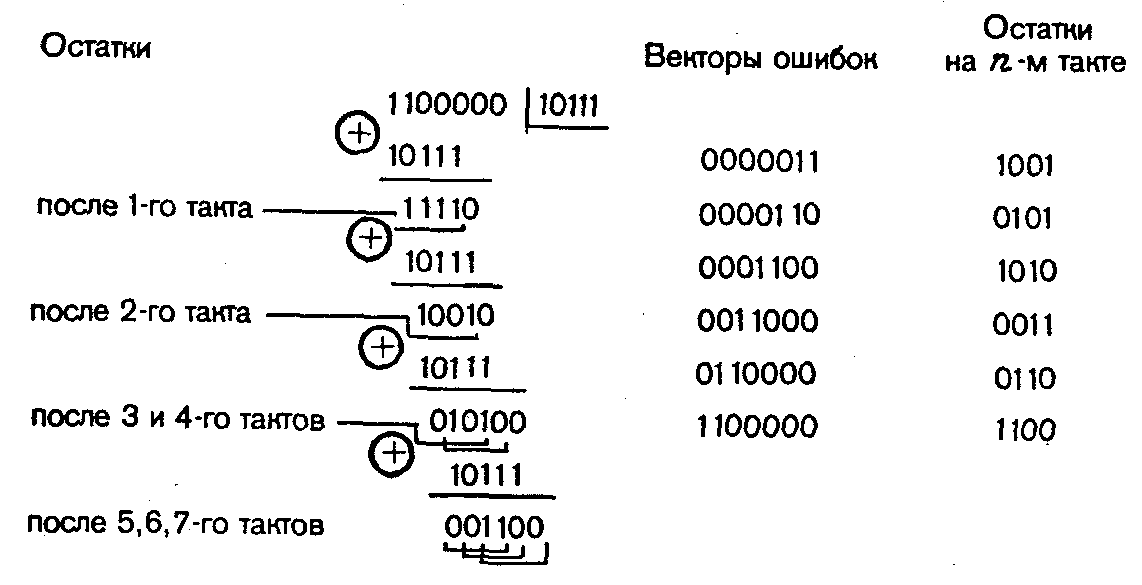 Остатки
Векторы ошибок
Остатки
на n-м такте
1100000 10111
+
10111
0000011 1001
после 1-го такта 11110
0000110 0101
+
10111
0001100 1010
после 2-го такта 10010
0011000 0011
+
10111
0110000 0110
после 3 и 4-го тактов 010100
1100000 1100
+
10111
после 5,6,7-го тактов 001100